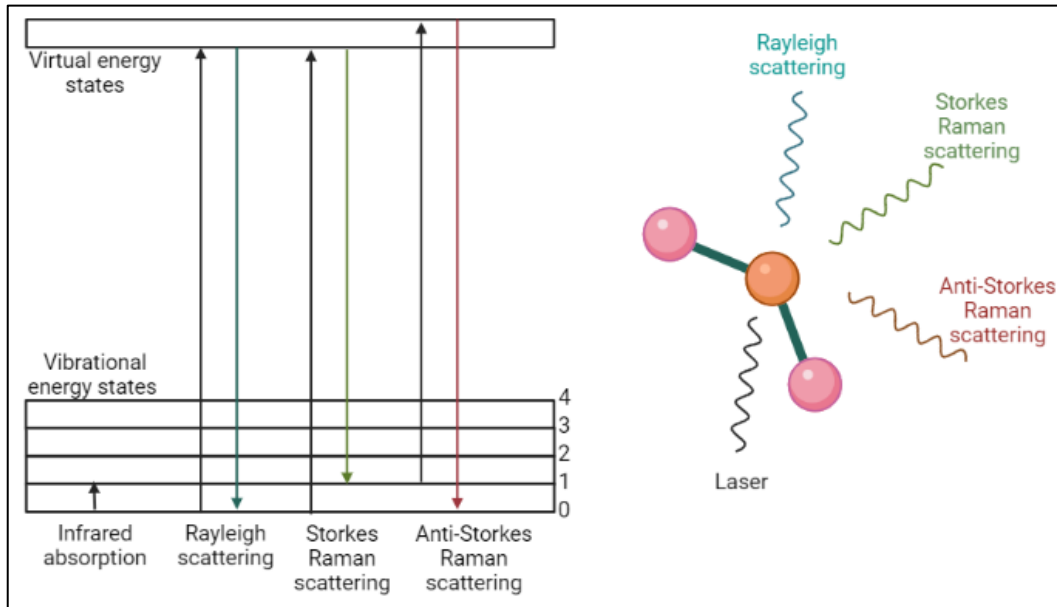 Virtual energy
states
Vibrational
energy states
4
3
2
1
0
Infrared
absorption
Rayleigh
scattering
Storkes
Raman
scattering
Anti-Storkes
Raman
scattering
Rayleigh
scattering
Storkes
Raman
scattering
Anti-Storkes
Raman
scattering
Laser